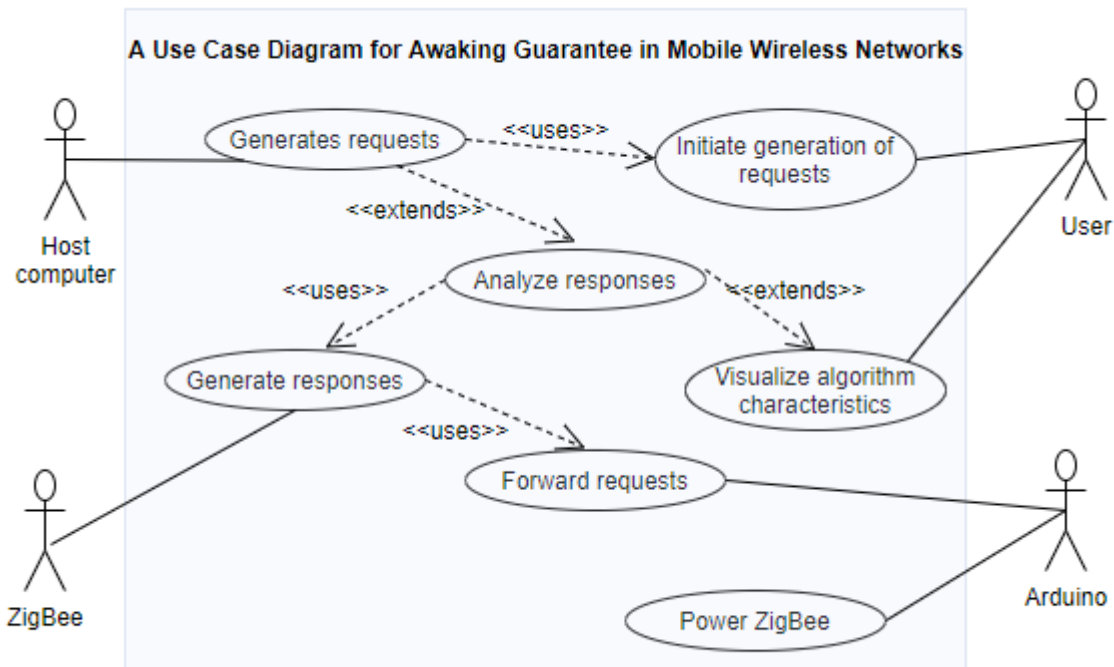 A Use Case Diagram for Awaking Guarantee in Mobile Wireless Networks
Generates requests
<<uses>>
Initiate generation of
requests
<<extends>>
Host
computer
User
Analyze responses
<<uses>>
<<extends>>
Generate responses
Visualize algorithm
characteristics
<<uses>>
Forward requests
ZigBee
Arduino
Power ZigBee